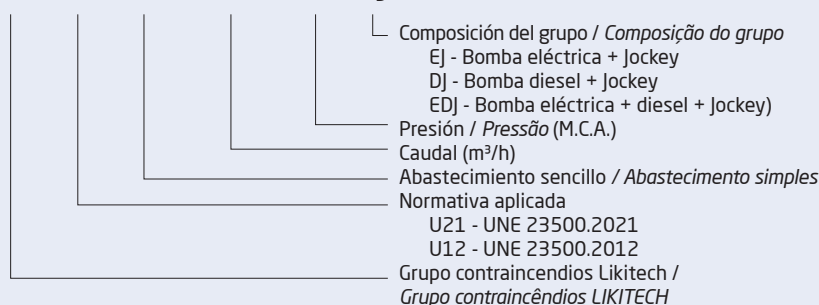 Composición del grupo / Composição do grupo
EJ - Bomba eléctrica + Jockey
DJ - Bomba diesel + Jockey
EDJ - Bomba eléctrica + diesel + Jockey)
Presión / Pressão (M.C.A.)
Caudal (m³/h)
Abastecimiento sencillo / Abastecimento simples
Normativa aplicada
U21 - UNE 23500.2021
U12 - UNE 23500.2012
Grupo contraincendios Likitech /
Grupo contraincêndios LIKITECH